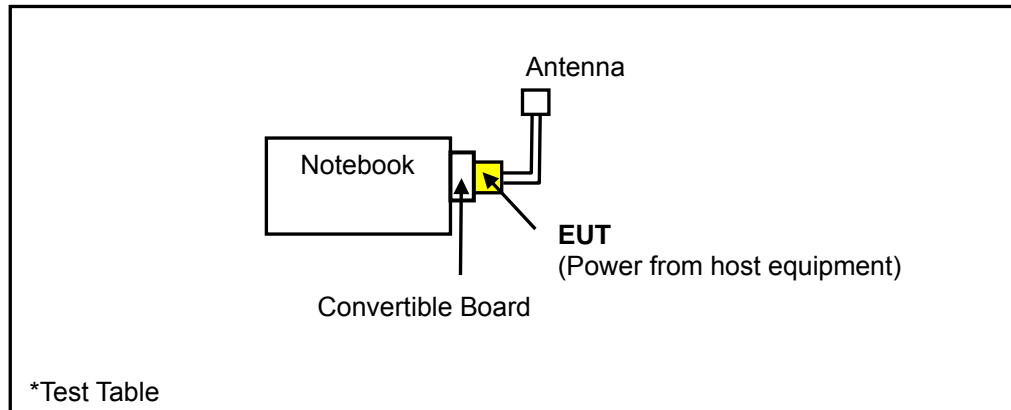 Antenna
Notebook
EUT
(Power from host equipment)
Convertible Board
*Test Table